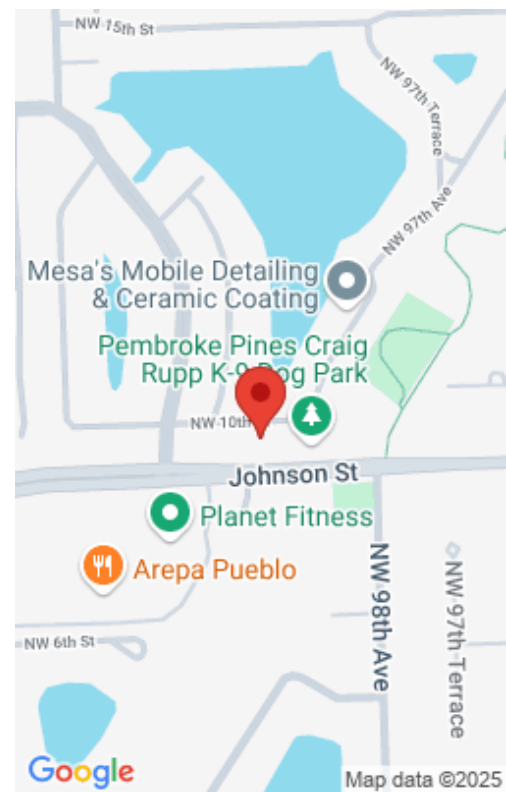 NW 15th St
NW 97th Terrace
NW 97th Ave
Mesa's Mobile Detailing
& Ceramic Coating
Pembroke Pines Craig
Rupp K-9 Dog Park
NW 10th
Johnson St
Planet Fitness
Arepa Pueblo
NW 98th Ave
NW 97th Terrace
NW 6th St
Google
Map data ©2025